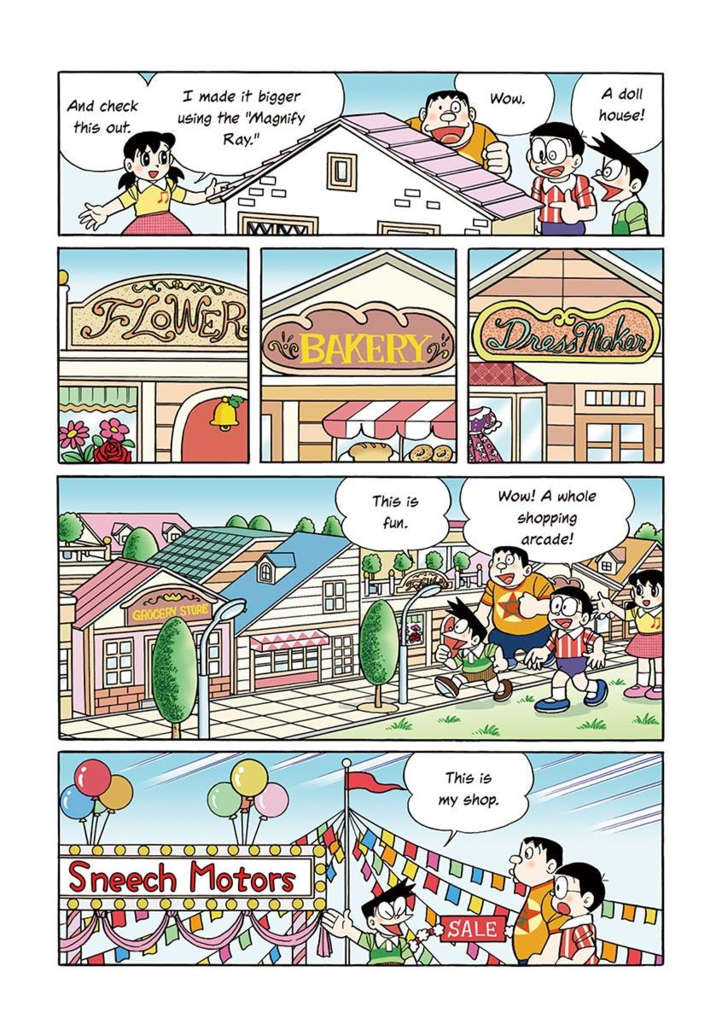 And check
this out.
I made it bigger
using the "Magnify
Ray."
Wow.
A doll
house!
FLOWER
BAKERY
DressMaker
This is
fun.
Wow! A whole
shopping
arcade!
GROCERY STORE
This is
my shop.
Sneech Motors
SALE